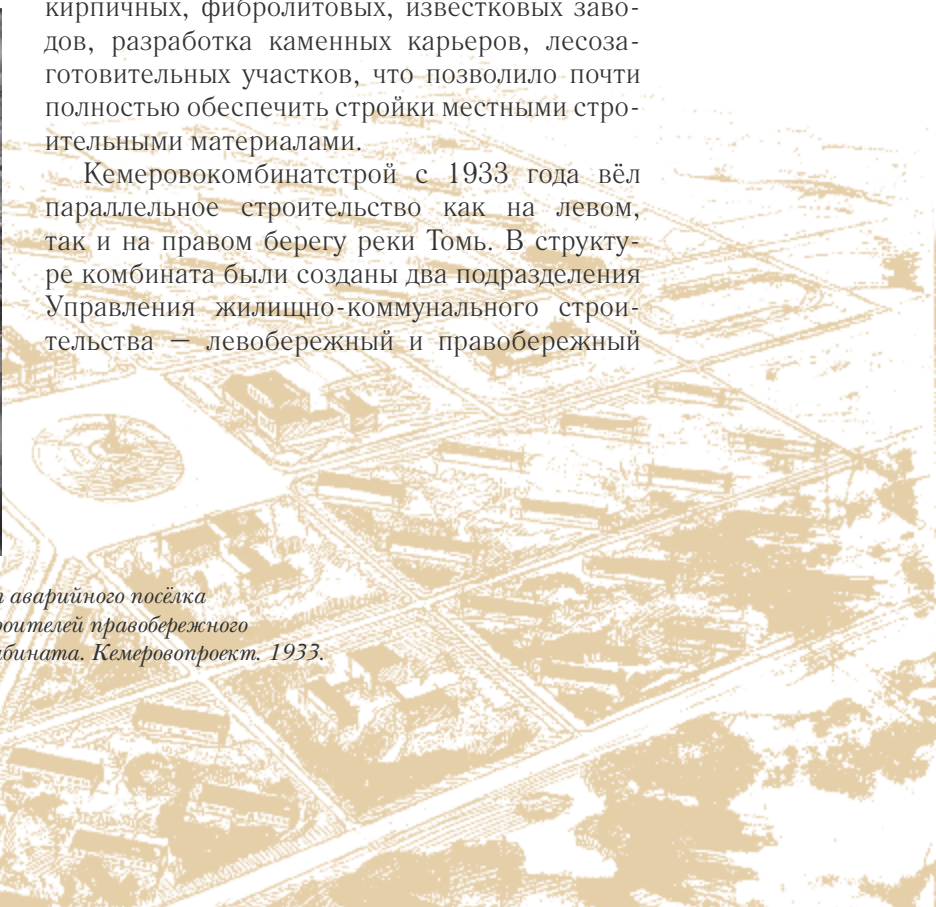 кирпичных, фибролитовых, известковых заво-
дов, разработка каменных карьеров, лесоза-
готовительных участков, что позволило почти
полностью обеспечить стройки местными стро-
ительными материалами.
Кемеровокомбинатстрой с 1933 года вёл
параллельное строительство как на левом,
так и на правом берегу реки Томь. В структу-
ре комбината были созданы два подразделения
Управления жилищно-коммунального строи-
тельства — левобережный и правобережный
аварийного посёлка
роителей правобережного
бината. Кемеровопроект. 1933.